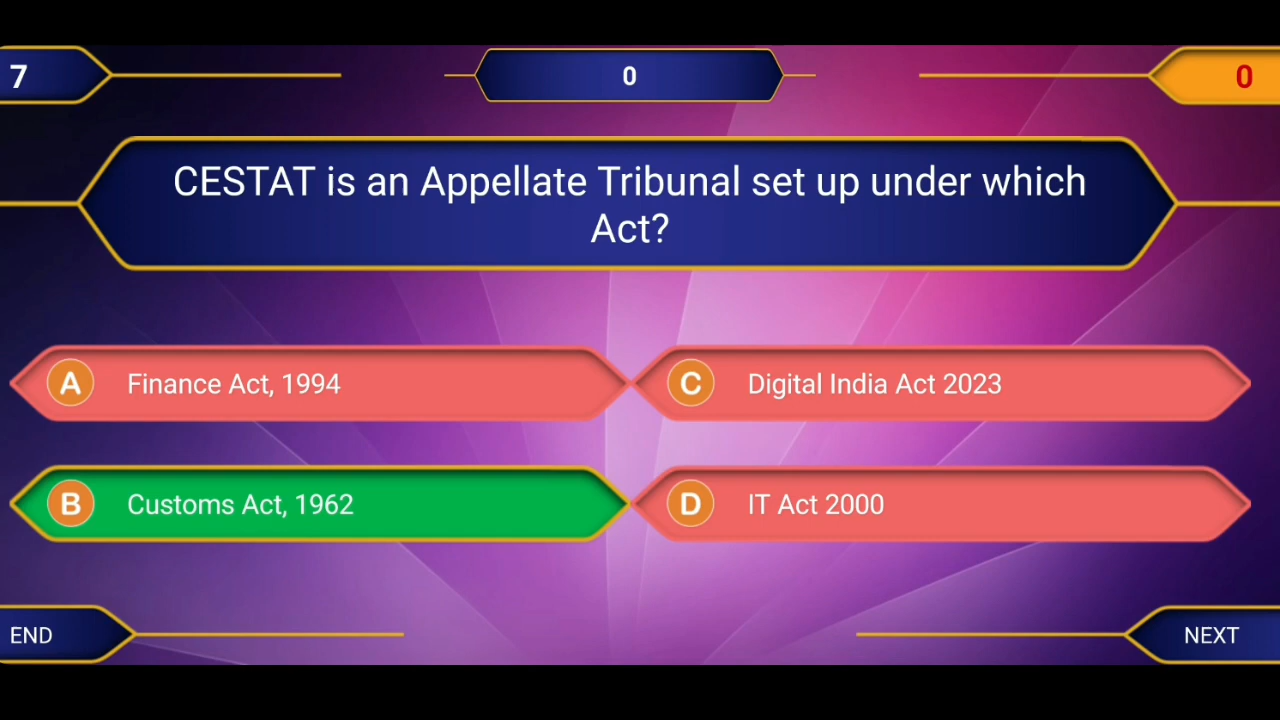 7
0
0
CESTAT is an Appellate Tribunal set up under which
Act?
A Finance Act, 1994
C Digital India Act 2023
B Customs Act, 1962
D IT Act 2000
END
NEXT